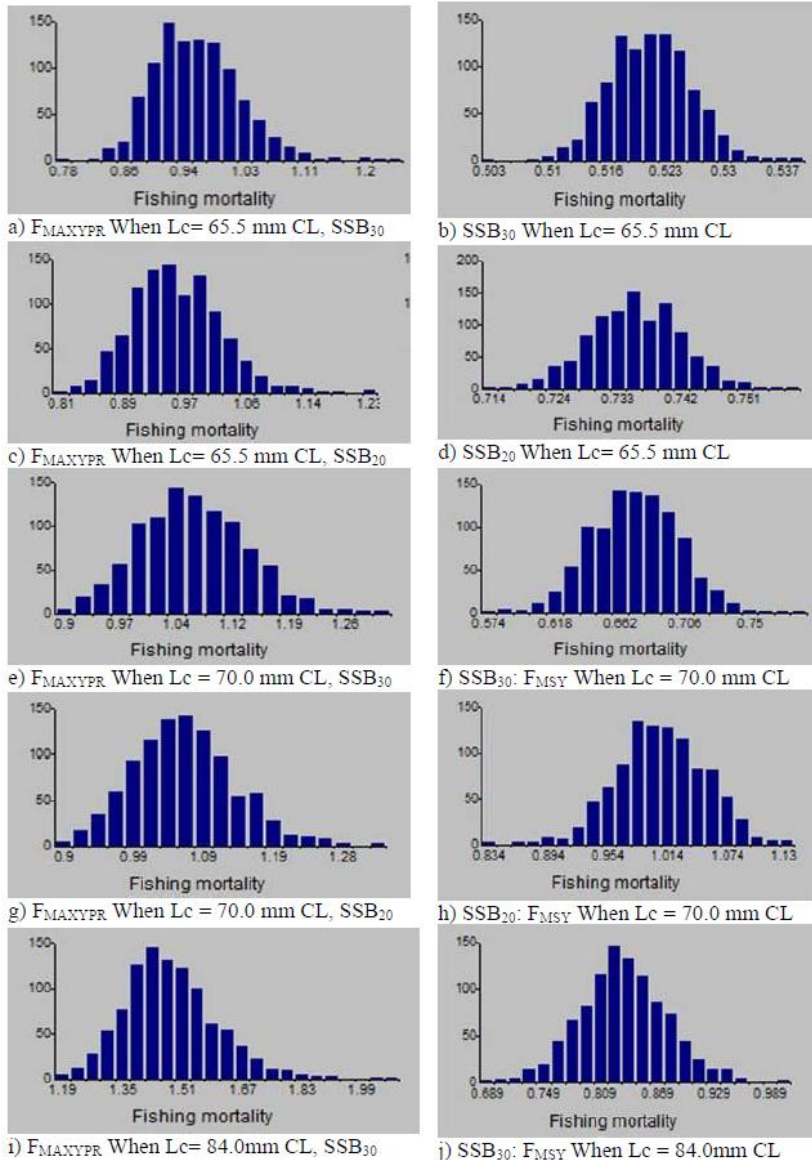 150
100
50
0
0.78 0.86 0.94 1.03 1.11 1.2
Fishing mortality
a) FMAXYPR When Lc= 65.5 mm CL, SSB30
150
100
50
0
0.503 0.51 0.516 0.523 0.53 0.537
Fishing mortality
b) SSB30 When Lc= 65.5 mm CL
150
100
50
0
0.81 0.89 0.97 1.06 1.14
Fishing mortality
c) FMAXYPR When Lc= 65.5 mm CL, SSB20
200
150
100
50
0
0.714 0.724 0.733 0.742 0.751
Fishing mortality
d) SSB20 When Lc= 65.5 mm CL
150
100
50
0
0.9 0.97 1.04 1.12 1.19 1.26
Fishing mortality
e) FMAXYPR When Lc = 70.0 mm CL, SSB30
150
100
50
0
0.574 0.618 0.662 0.706 0.75
Fishing mortality
f) SSB30: FMSY When Lc = 70.0 mm CL
150
100
50
0
0.9 0.99 1.09 1.19 1.28
Fishing mortality
g) FMAXYPR When Lc = 70.0 mm CL, SSB20
150
100
50
0
0.834 0.894 0.954 1.014 1.074 1.13
Fishing mortality
h) SSB20: FMSY When Lc = 70.0 mm CL
150
100
50
0
1.19 1.35 1.51 1.67 1.83 1.99
Fishing mortality
i) FMAXYPR When Lc= 84.0mm CL, SSB30
150
100
50
0
0.689 0.749 0.809 0.869 0.929 0.989
Fishing mortality
j) SSB30: FMSY When Lc = 84.0 mm CL